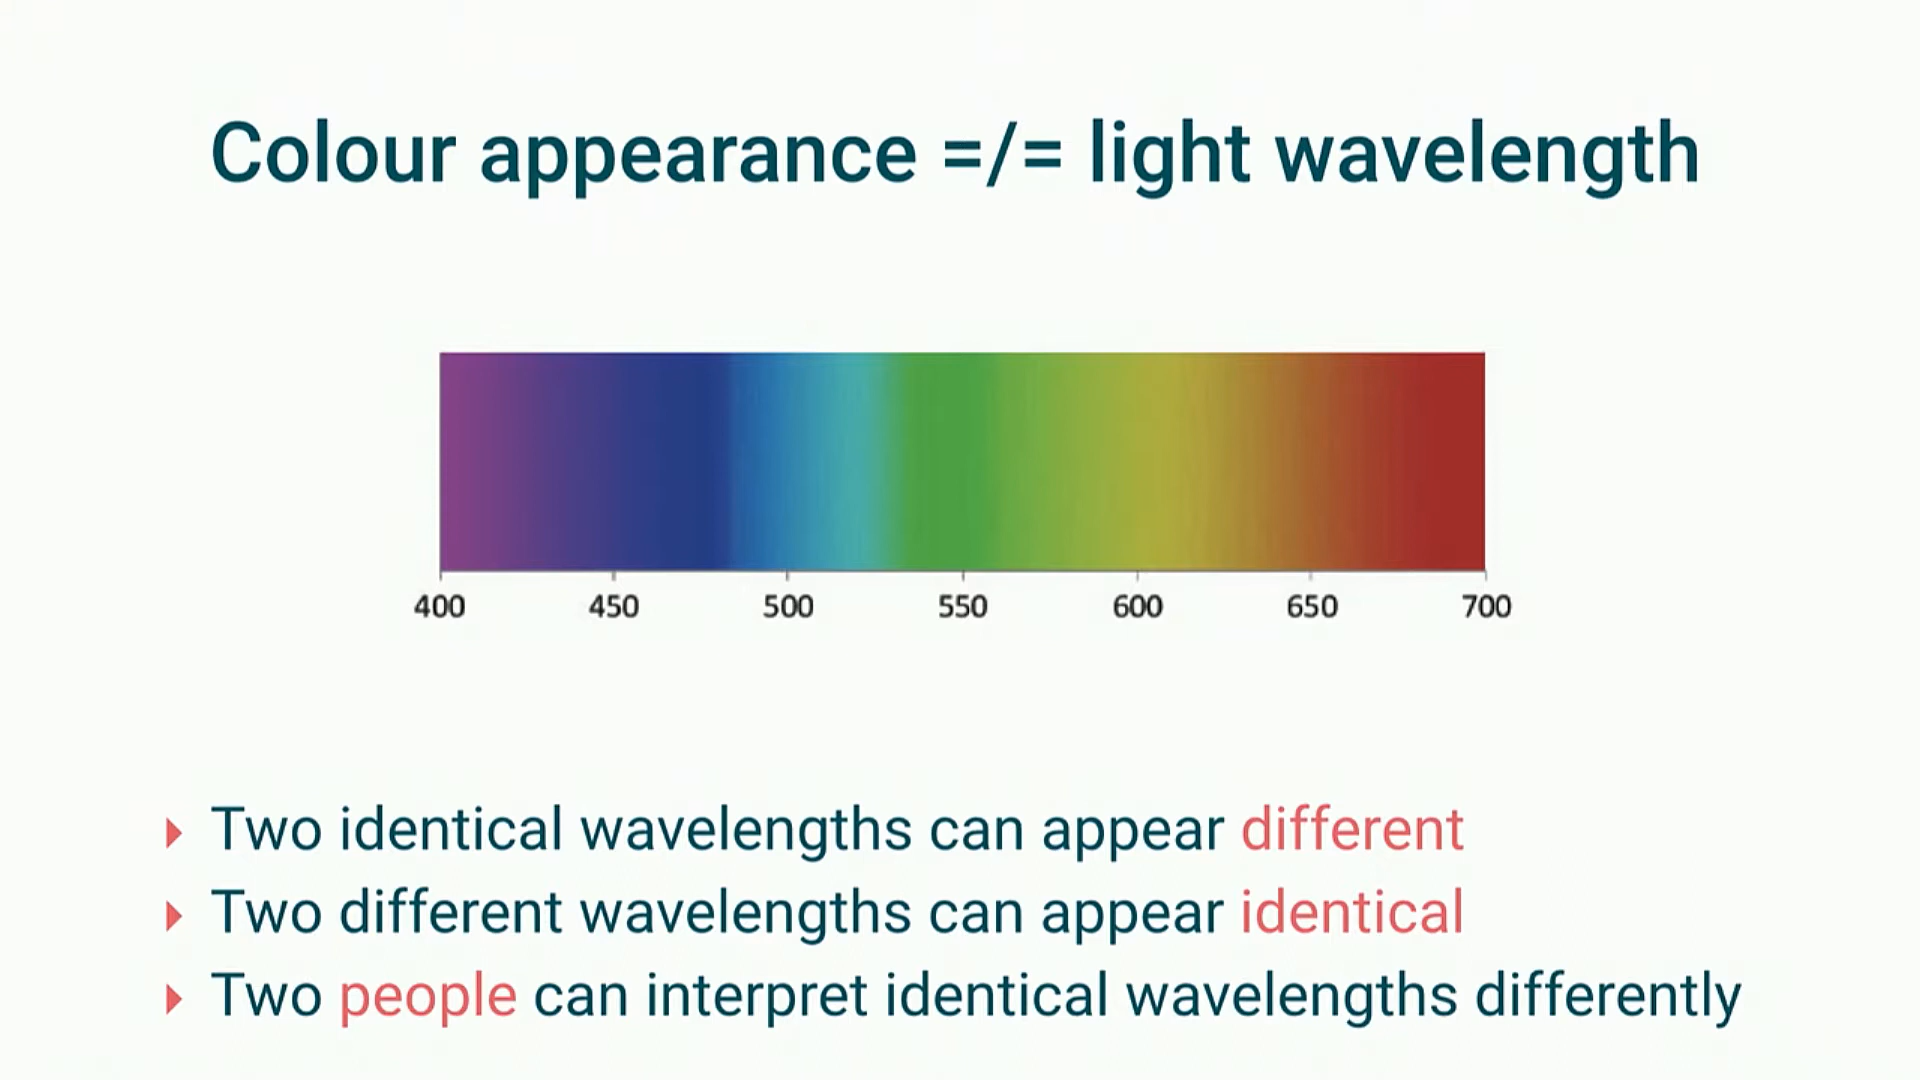 Colour appearance =/= light wavelength
400 450 500 550 600 650 700
Two identical wavelengths can appear different
Two different wavelengths can appear identical
Two people can interpret identical wavelengths differently